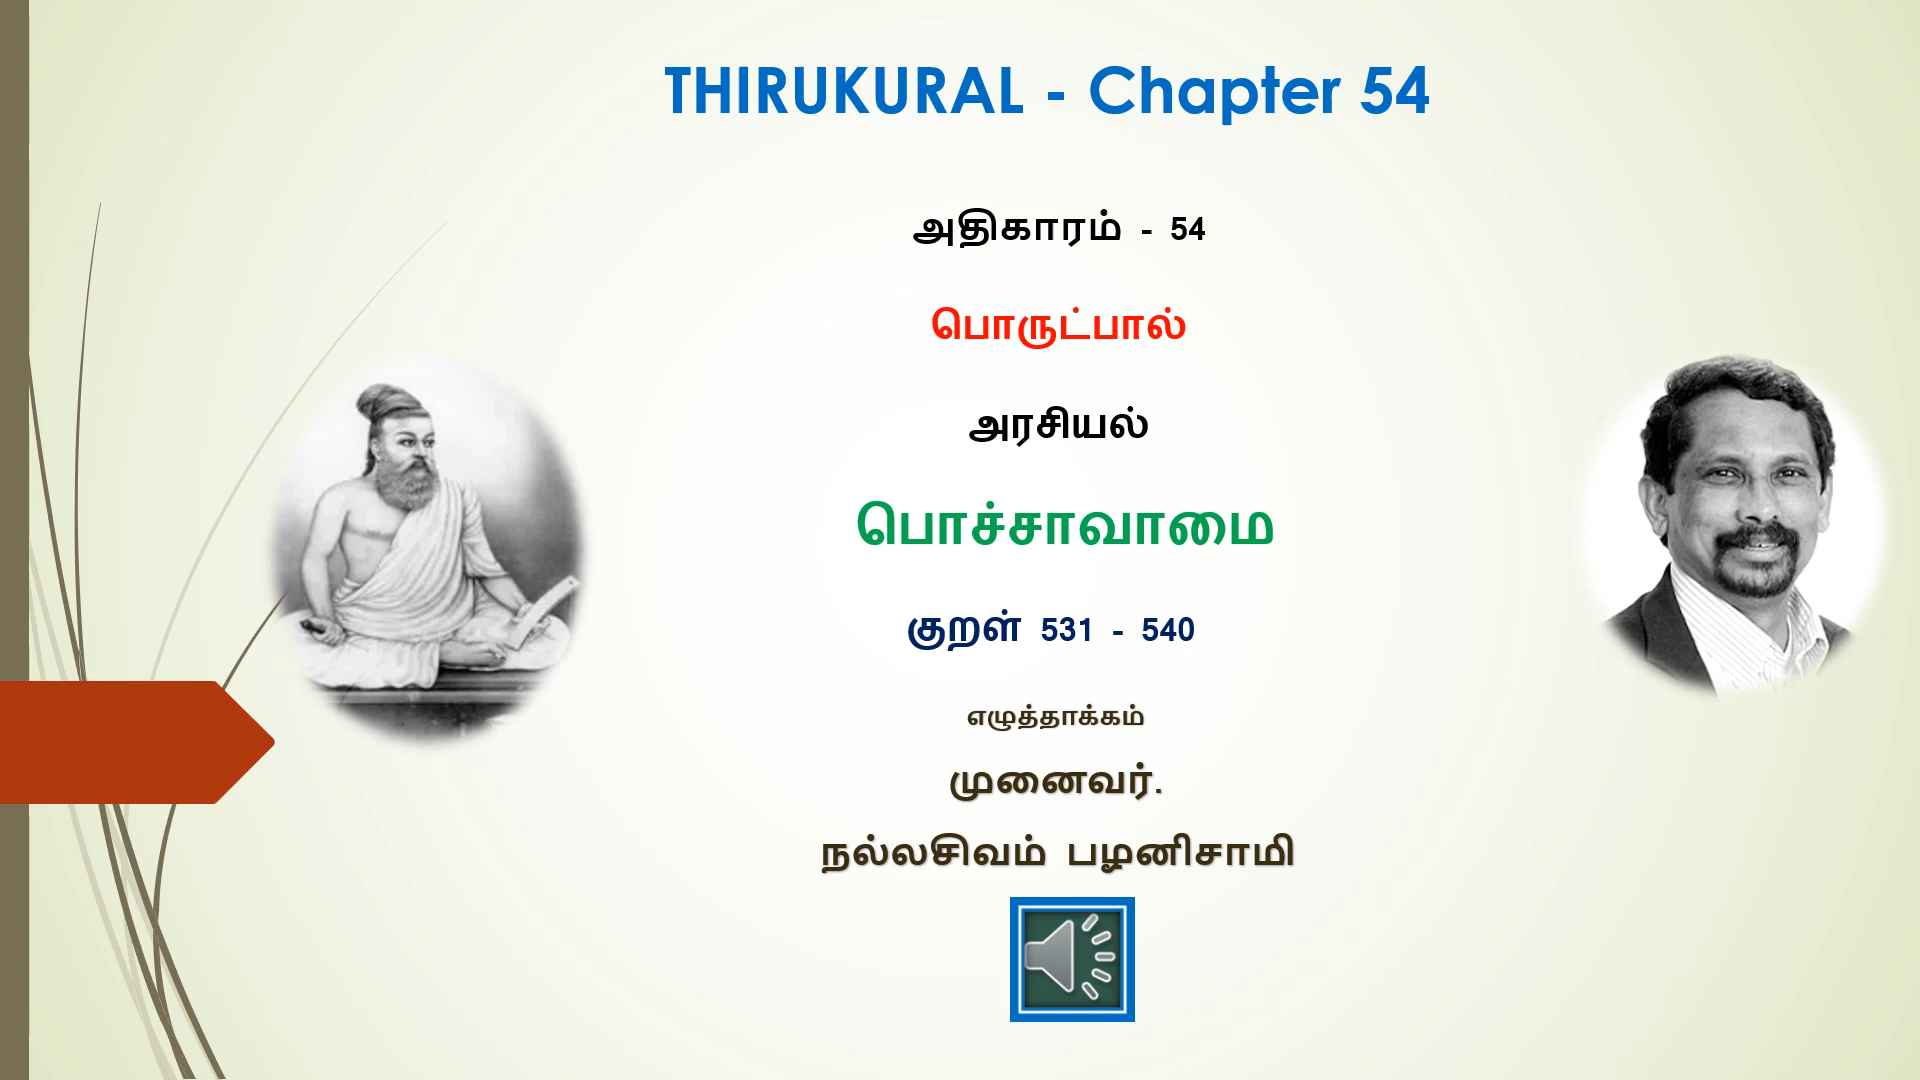 THIRUKURAL - Chapter 54
அதிகாரம் - 54
பொருட்பால்
அரசியல்
பொச்சாவாமை
குறள் 531 - 540
எழுத்தாக்கம்
முனைவர்.
நல்லசிவம் பழனிசாமி